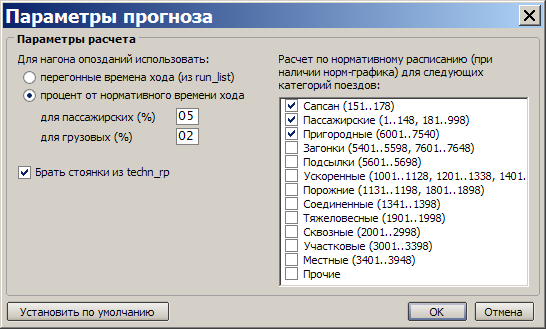 Параметры прогноза
Параметры расчета
Для нагона опозданий использовать:
перегонные времена хода (из run_list)
процент от нормативного времени хода
для пассажирских (%) 05
для грузовых (%) 02
Брать стоянки из techn_rp
Расчет по нормативному расписанию (при
наличии норм-графика) для следующих
категорий поездов:
Сапсан (151..178)
Пассажирские (1..148, 181..998)
Пригородные (6001..7540)
Загонки (5401..5598, 7601..7648)
Подсылки (5601..5698)
Ускоренные (1001..1128, 1201..1338, 1401.
Порожние (1131..1198, 1801..1898)
Соединенные (1341..1398)
Тяжеловесные (1901..1998)
Сквозные (2001..2998)
Участковые (3001..3398)
Местные (3401..3948)
Прочие
Установить по умолчанию
OK
Отмена